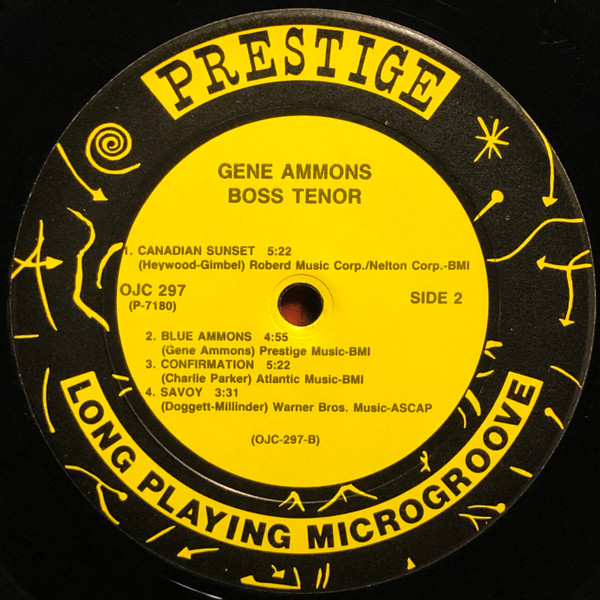 PRESTIGE
GENE AMMONS
BOSS TENOR
1. CANADIAN SUNSET 5:22
(Heywood-Gimbel) Roberd Music Corp./Nelton Corp.-BMI
OJC 297
(P-7180)
SIDE 2
2. BLUE AMMONS 4:55
(Gene Ammons) Prestige Music-BMI
3. CONFIRMATION 5:22
(Charlie Parker) Atlantic Music-BMI
4. SAVOY 3:31
(Doggett-Millinder) Warner Bros. Music-ASCAP
(OJC-297-B)
LONG PLAYING MICROGROOVE